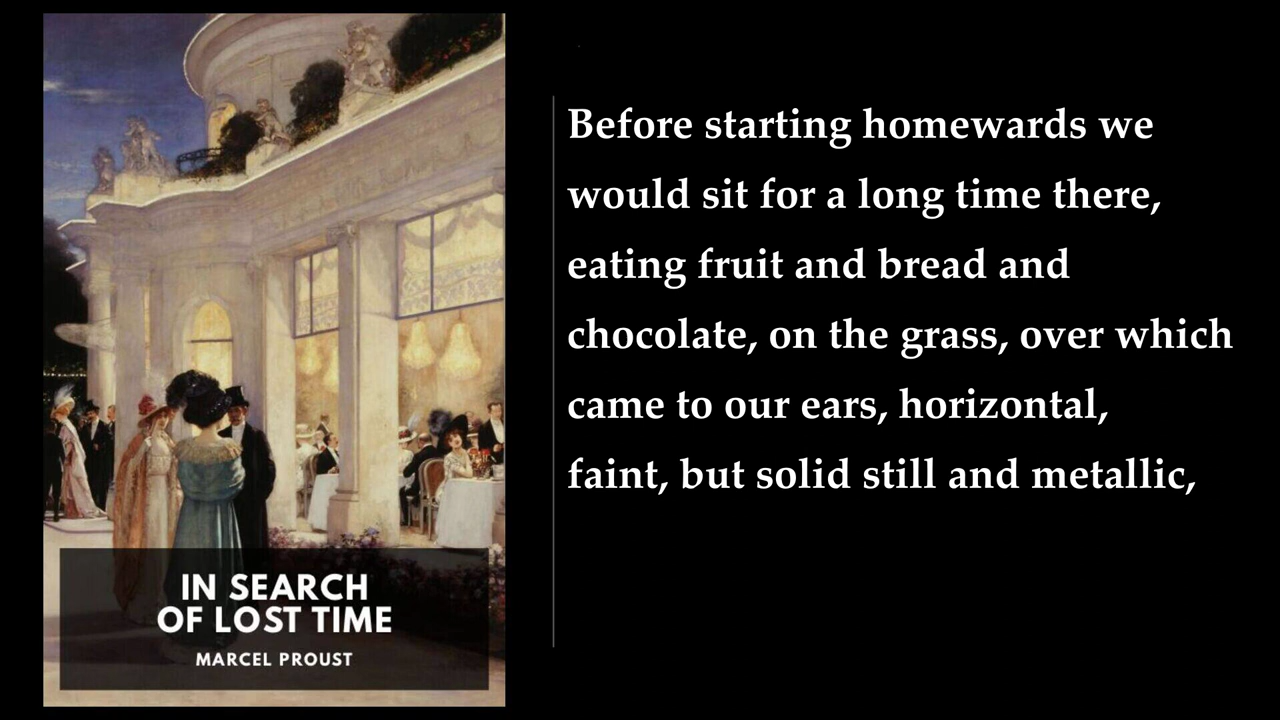 Before starting homewards we
would sit for a long time there,
eating fruit and bread and
chocolate, on the grass, over which
came to our ears, horizontal,
faint, but solid still and metallic,
IN SEARCH
OF LOST TIME
MARCEL PROUST